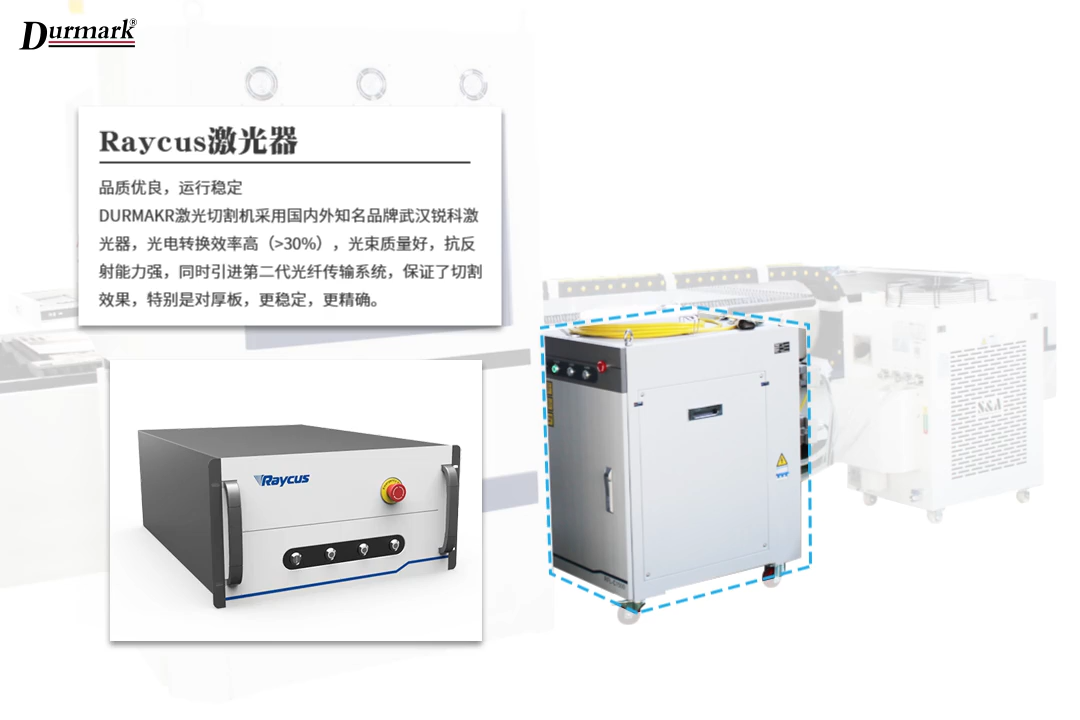 Durmark®
Raycus激光器
品质优良，运行稳定
DURMAKR激光切割机采用国内外知名品牌武汉锐科激
光器，光电转换效率高（>30%），光束质量好，抗反
射能力强，同时引进第二代光纤传输系统，保证了切割
效果，特别是对厚板，更稳定，更精确。
Raycus
S&A